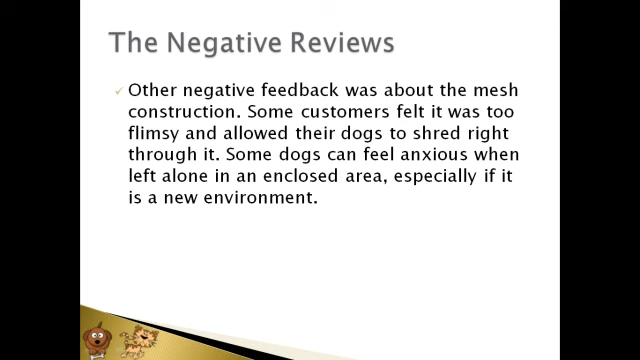 The Negative Reviews
Other negative feedback was about the mesh
construction. Some customers felt it was too
flimsy and allowed their dogs to shred right
through it. Some dogs can feel anxious when
left alone in an enclosed area, especially if it
is a new environment.